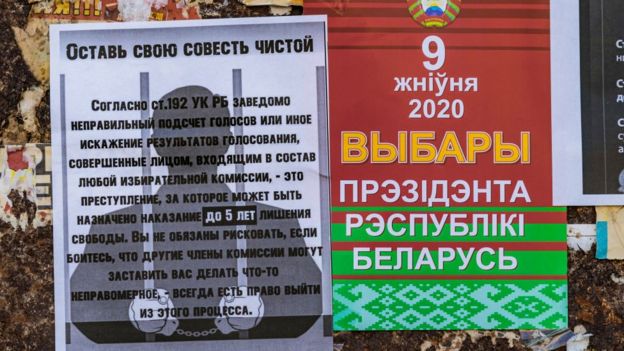 Оставь свою совесть чистой
Согласно ст.192 УК РБ заведомо
неправильный подсчет голосов или иное
искажение результатов голосования,
совершенные лицом, входящим в состав
любой избирательной комиссии, - это
преступление, за которое может быть
назначено наказание до 5 лет лишения
свободы. Вы не обязаны рисковать, если
боитесь, что другие члены комиссии могут
заставить вас делать что-то
неправомерное - всегда есть право выйти
из этого процесса.
9
жніўня
2020
ВЫБАРЫ
ПРЭЗІДЭНТА
РЭСПУБЛІКІ
БЕЛАРУСЬ